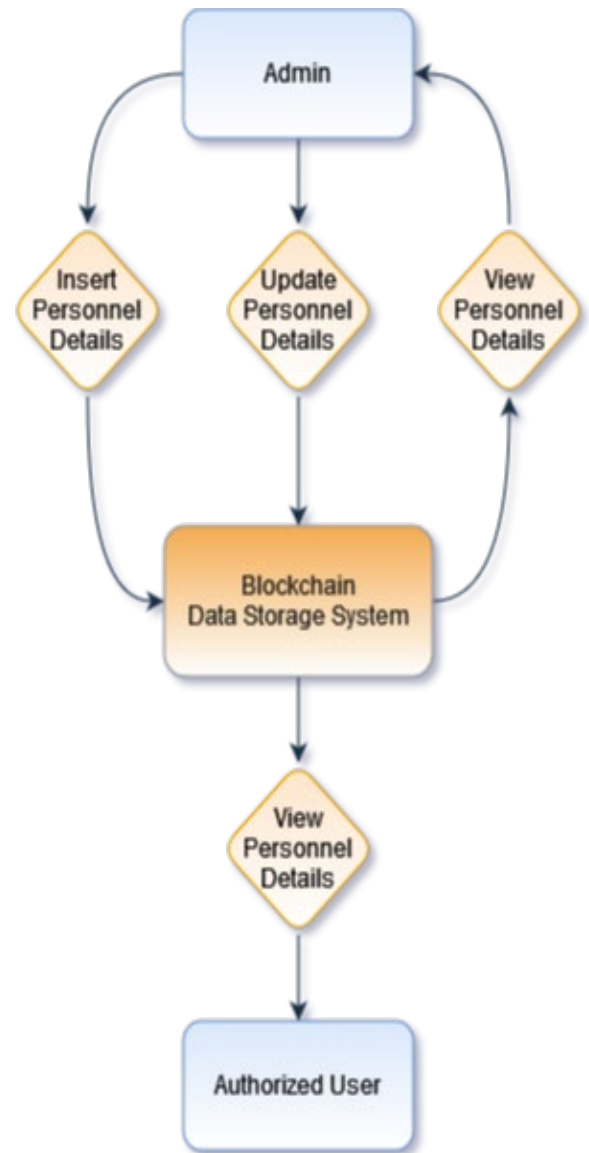 Admin
Insert
Personnel
Details
Update
Personnel
Details
View
Personnel
Details
Blockchain
Data Storage System
View
Personnel
Details
Authorized User